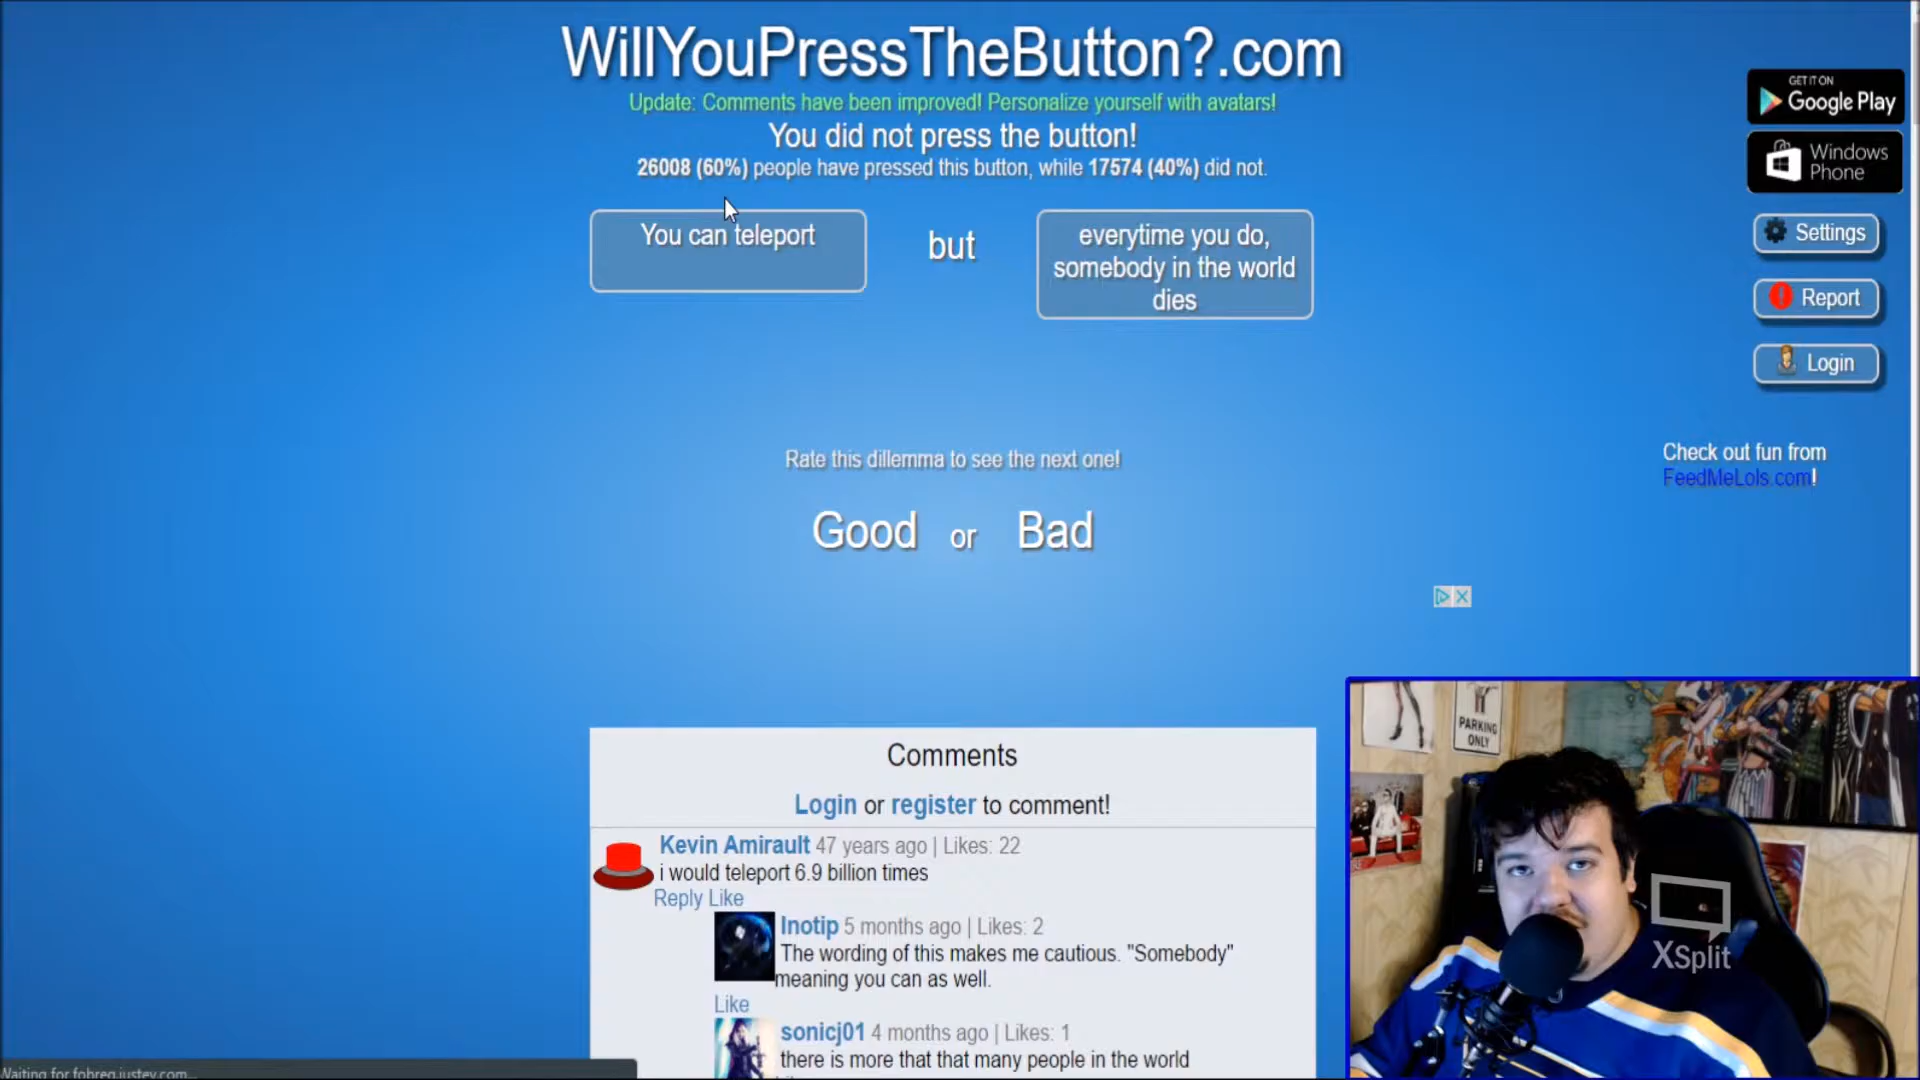 WillYouPressTheButton?.com
Update: Comments have been improved! Personalize yourself with avatars!
You did not press the button!
26008 (60%) people have pressed this button, while 17574 (40%) did not.
You can teleport
but
everytime you do,
somebody in the world
dies
GET IT ON
Google Play
Windows
Phone
Settings
Report
Login
Check out fun from
FeedMeLols.com!
Rate this dillemma to see the next one!
Good or Bad
Comments
Login or register to comment!
Kevin Amirault 47 years ago | Likes: 22
i would teleport 6.9 billion times
Reply Like
Inotip 5 months ago | Likes: 2
The wording of this makes me cautious. "Somebody"
meaning you can as well.
Like
sonicj01 4 months ago | Likes: 1
there is more that that many people in the world
PARKING
ONLY
XSplit
Waiting for fobreg.justey.com...